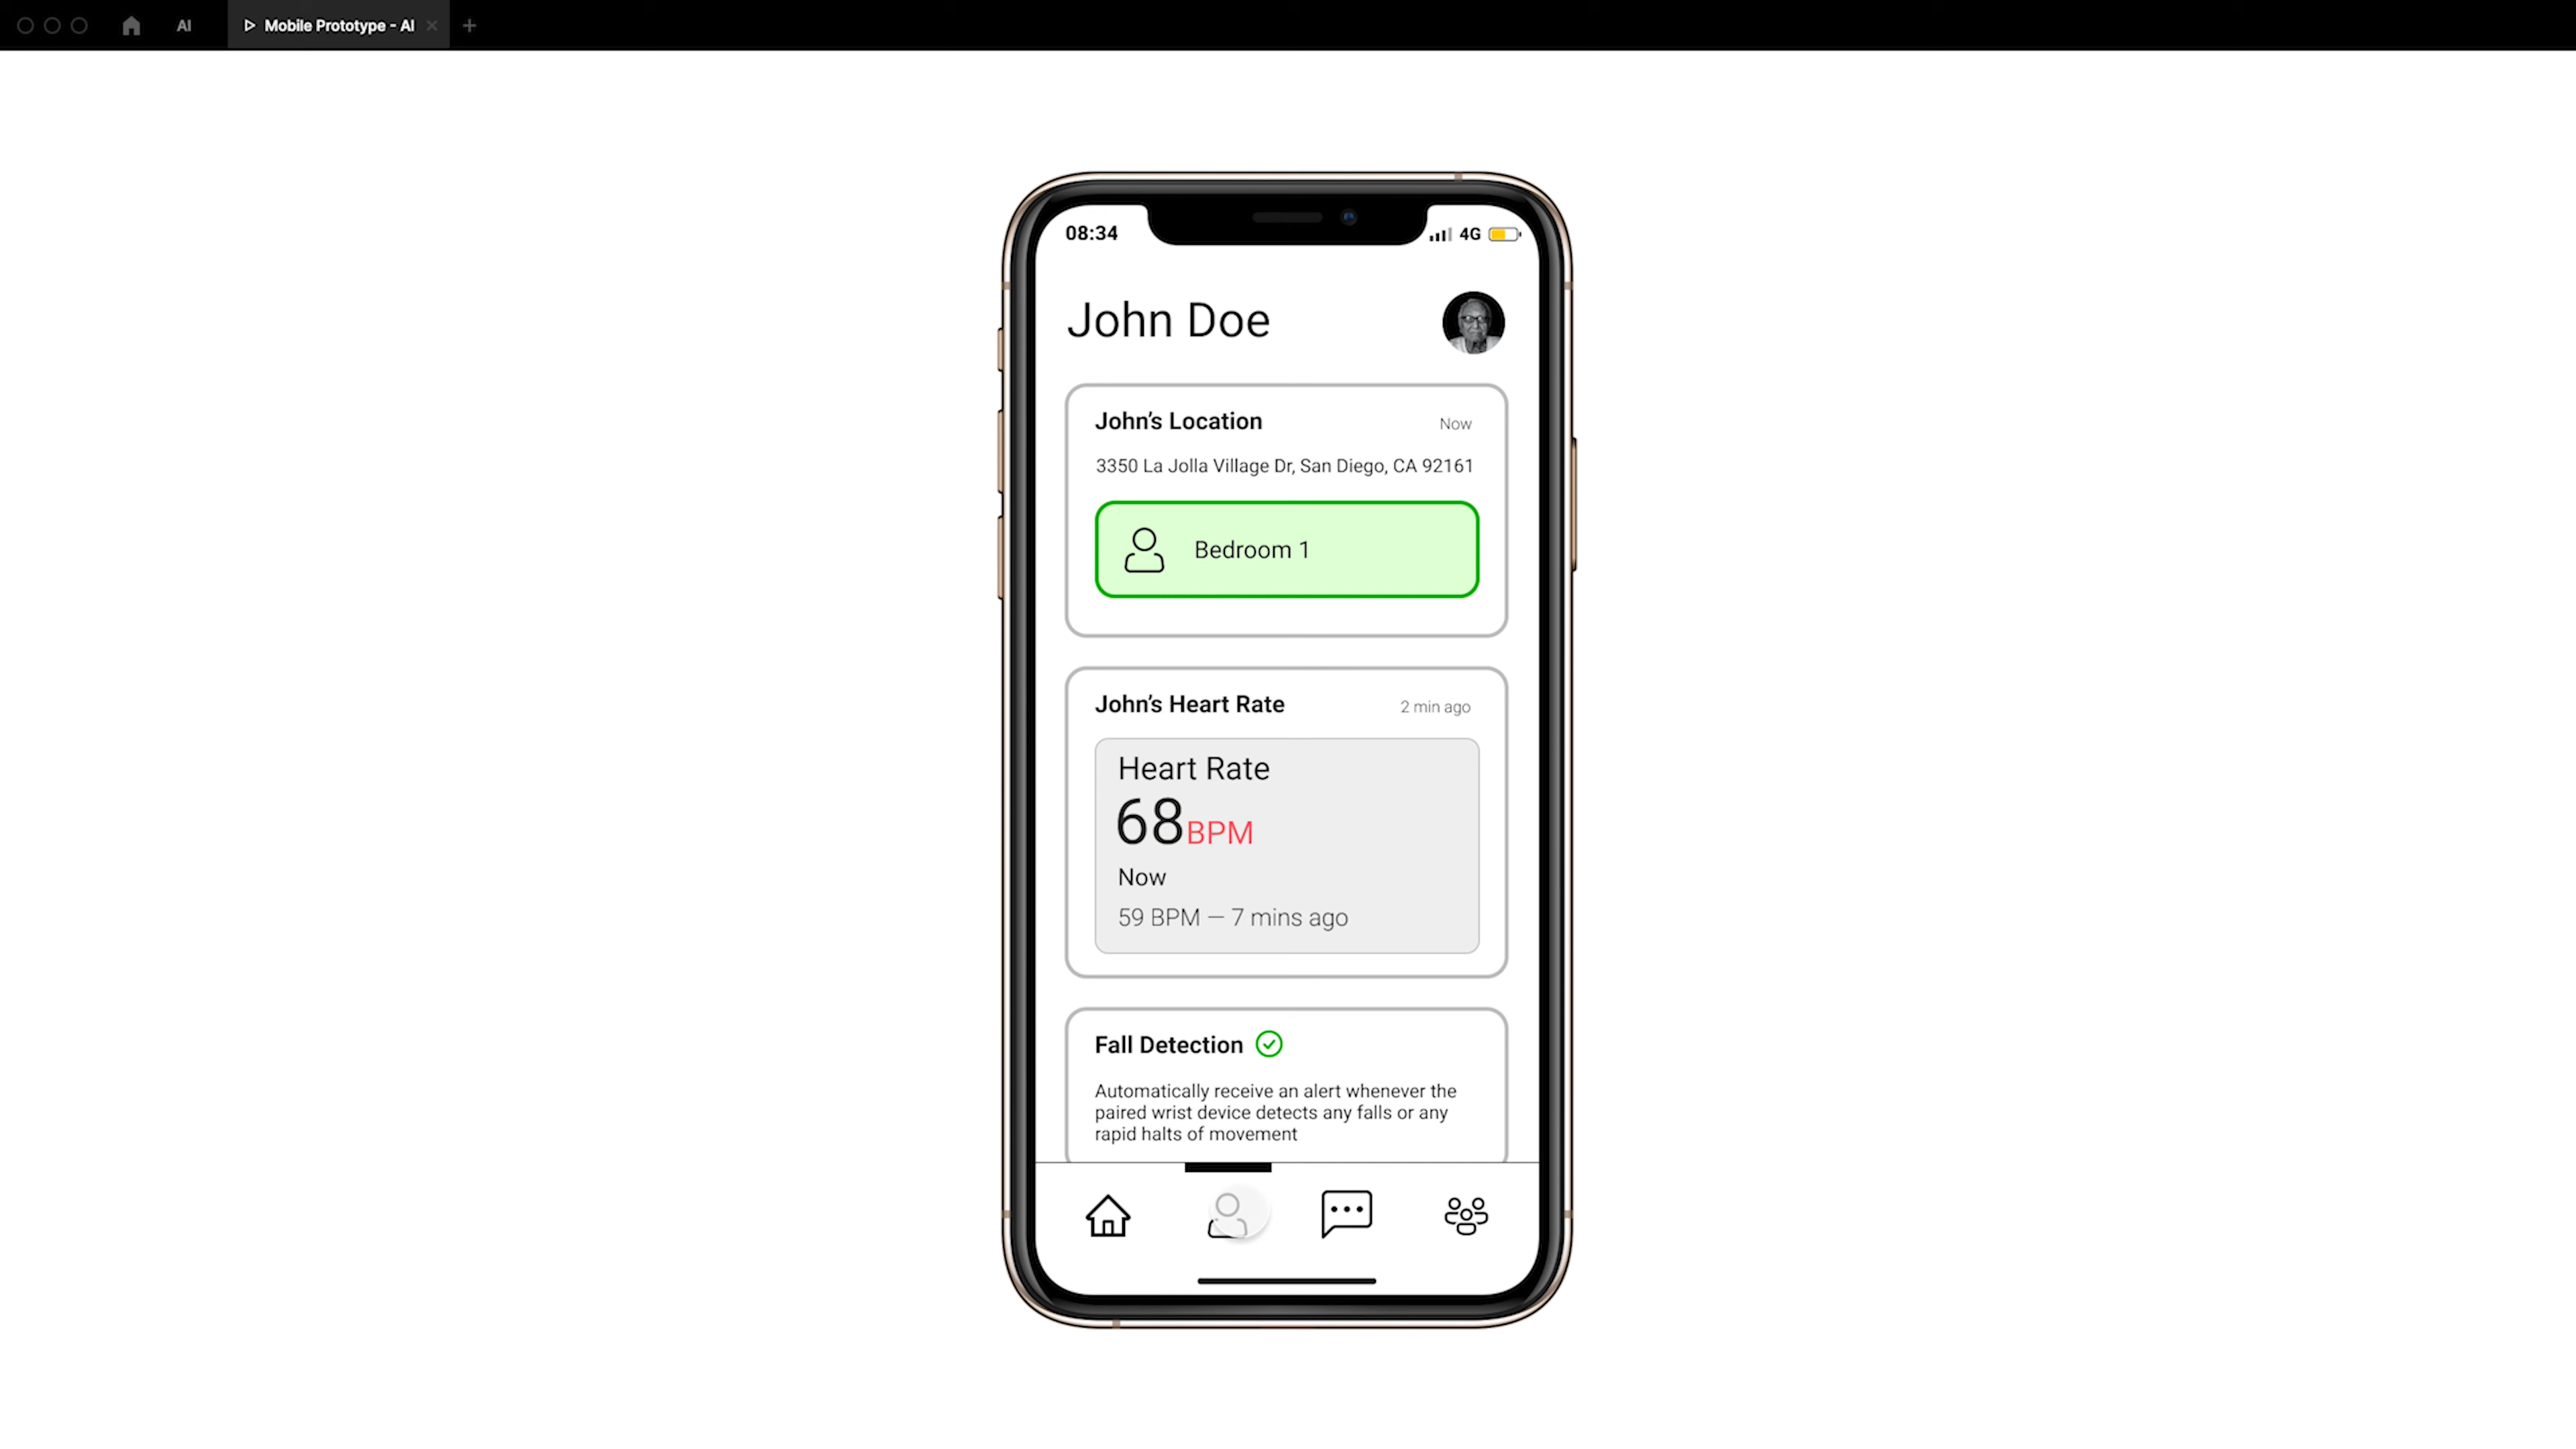 AI
Mobile Prototype - AI
08:34
4G
John Doe
John's Location
Now
3350 La Jolla Village Dr, San Diego, CA 92161
Bedroom 1
John's Heart Rate
2 min ago
Heart Rate
68BPM
Now
59 BPM — 7 mins ago
Fall Detection
Automatically receive an alert whenever the
paired wrist device detects any falls or any
rapid halts of movement